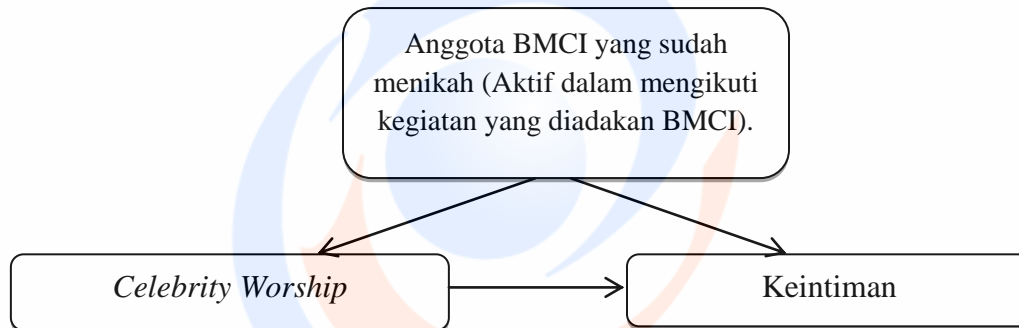 Anggota BMCI yang sudah
menikah (Aktif dalam mengikuti
kegiatan yang diadakan BMCI).
Celebrity Worship
Keintiman